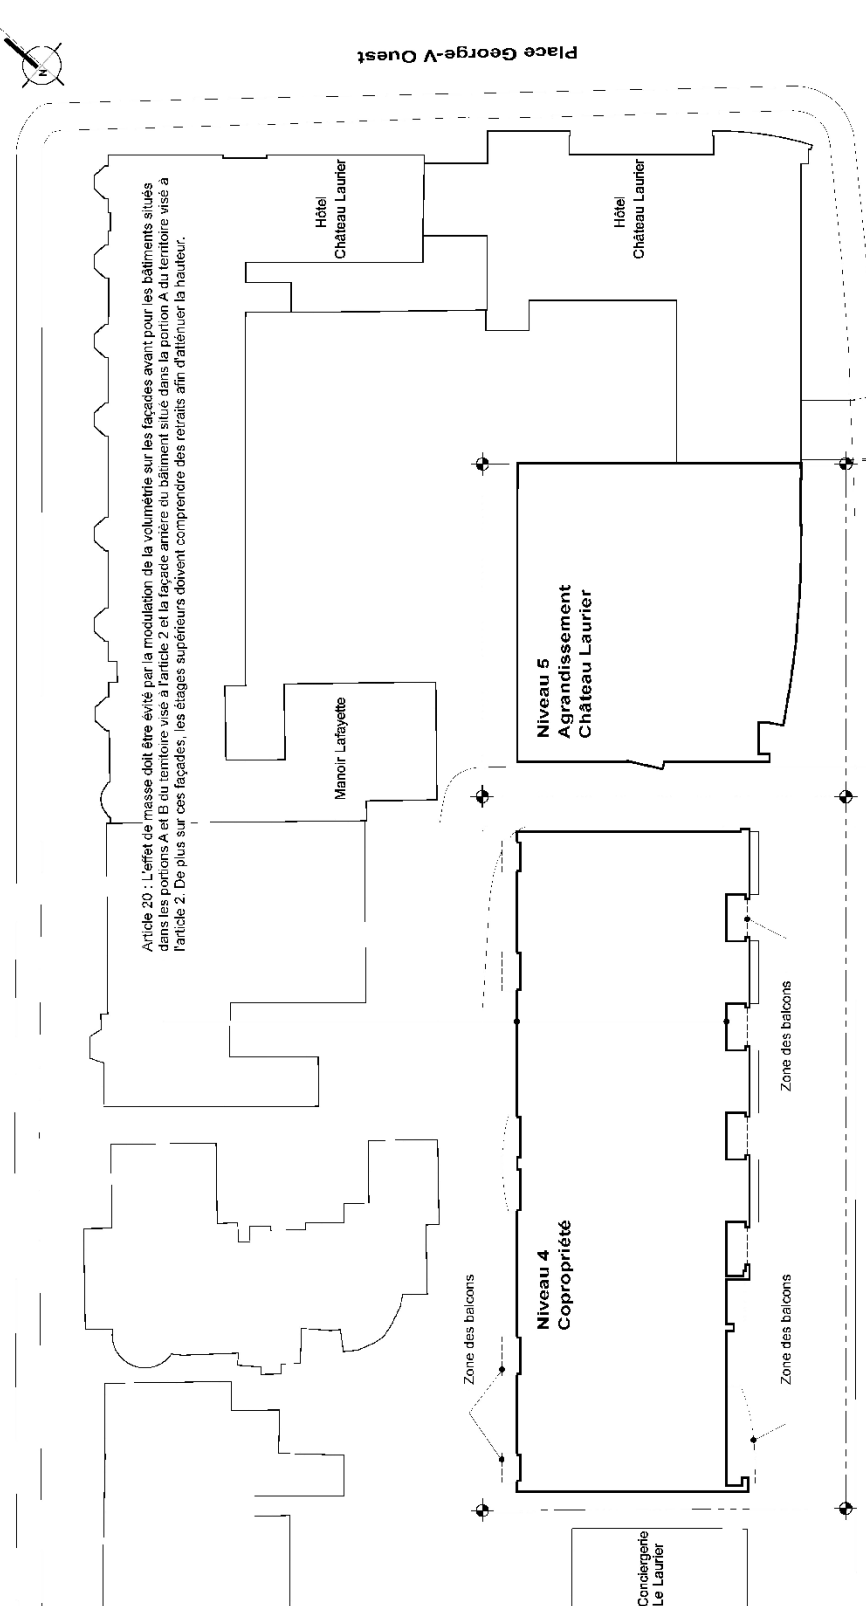 Place George-V Ouest
N
Hôtel
Château Laurier
Hôtel
Château Laurier
Article 20 : L'effet de masse doit être évité par la modulation de la volumétrie sur les façades avant pour les bâtiments situés
dans les portions A et B du territoire visé à l'article 2 et la façade arrière du bâtiment situé dans la portion A du territoire visé à
l'article 2. De plus sur ces façades, les étages supérieurs doivent comprendre des retraits afin d'atténuer la hauteur.
Manoir Lafayette
Niveau 5
Agrandissement
Château Laurier
Zone des balcons
Niveau 4
Copropriété
Zone des balcons
Zone des balcons
Conciergerie
Le Laurier